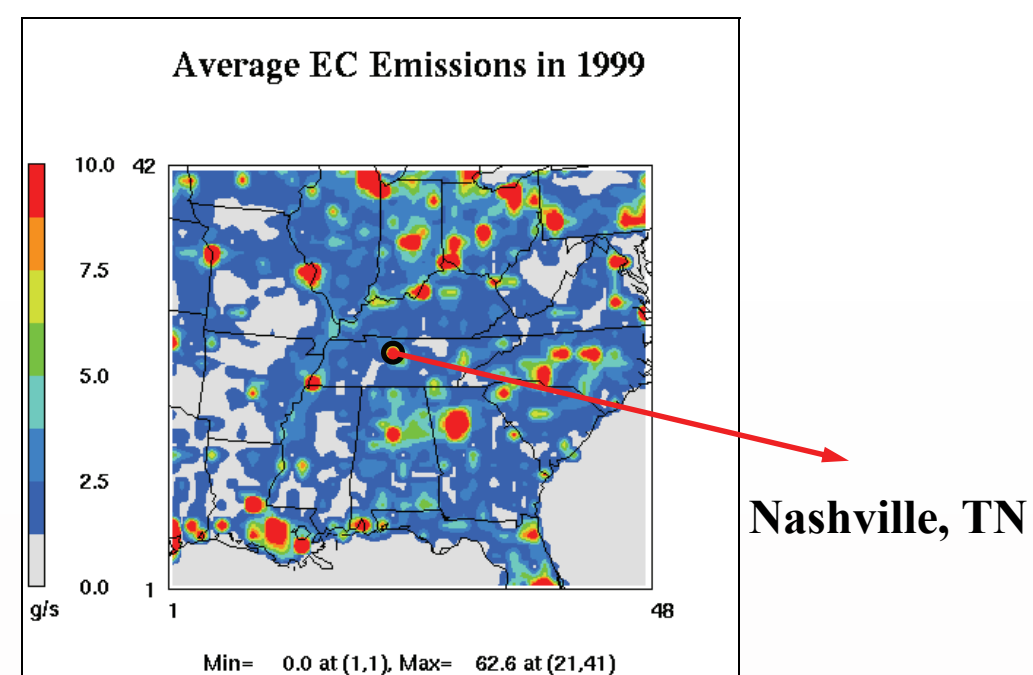 Average EC Emissions in 1999
10.0 42
7.5
5.0
2.5
0.0 1
g/s 1 48
Nashville, TN
Min= 0.0 at (1,1), Max= 62.6 at (21,41)